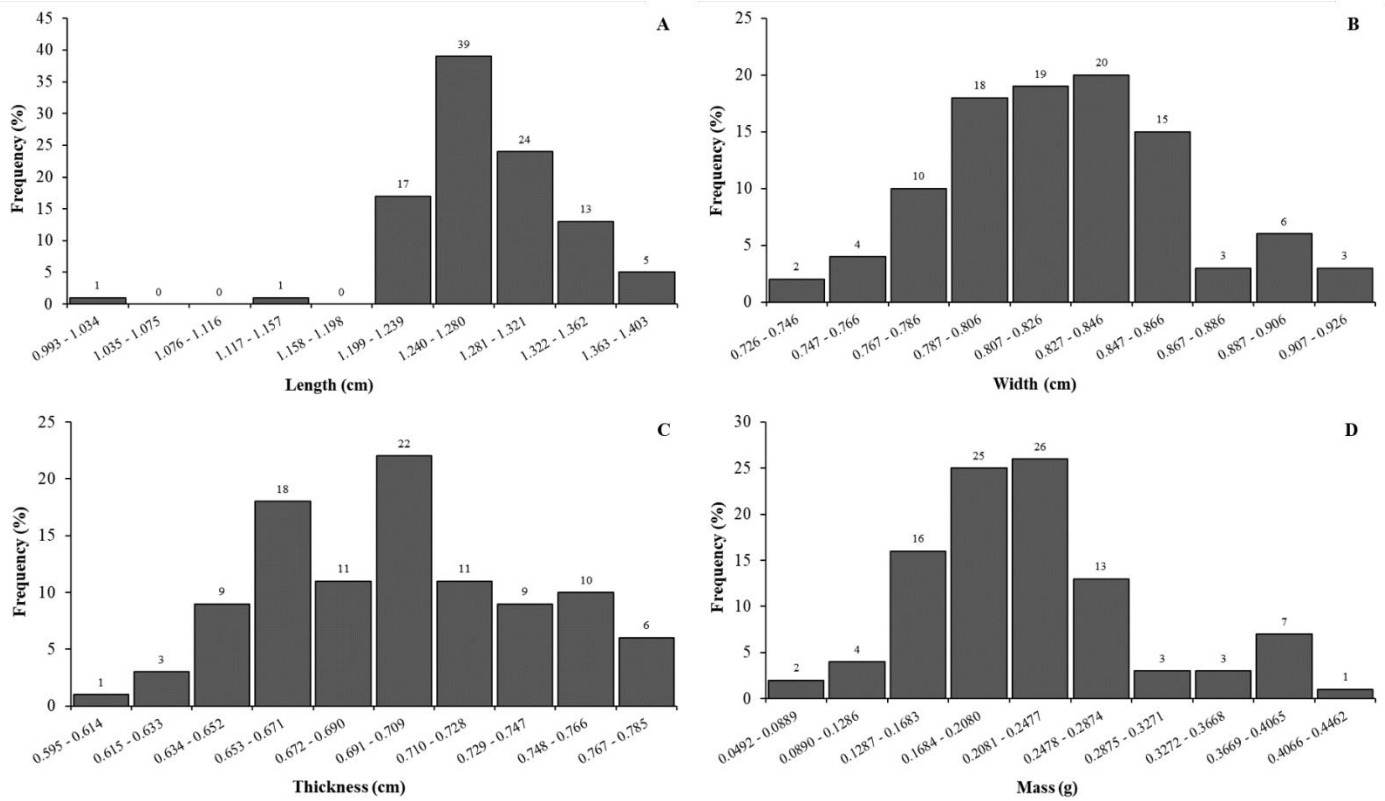 A
Frequency (%)
45
40
35
30
25
20
15
10
5
0
1
0
0
1
0
17
39
24
13
5
0.993 - 1.034
1.035 - 1.075
1.076 - 1.116
1.117 - 1.157
1.158 - 1.198
1.199 - 1.239
1.240 - 1.280
1.281 - 1.321
1.322 - 1.362
1.363 - 1.403
Length (cm)
B
Frequency (%)
25
20
15
10
5
0
2
4
10
18
19
20
15
3
6
3
0.726 - 0.746
0.747 - 0.766
0.767 - 0.786
0.787 - 0.806
0.807 - 0.826
0.827 - 0.846
0.847 - 0.866
0.867 - 0.886
0.887 - 0.906
0.907 - 0.926
Width (cm)
C
Frequency (%)
25
20
15
10
5
0
1
3
9
18
11
22
11
9
10
6
0.595 - 0.614
0.615 - 0.633
0.634 - 0.652
0.653 - 0.671
0.672 - 0.690
0.691 - 0.709
0.710 - 0.728
0.729 - 0.747
0.748 - 0.766
0.767 - 0.785
Thickness (cm)
D
Frequency (%)
30
25
20
15
10
5
0
2
4
16
25
26
13
3
3
7
1
0.0492 - 0.0889
0.0890 - 0.1286
0.1287 - 0.1683
0.1684 - 0.2080
0.2081 - 0.2477
0.2478 - 0.2874
0.2875 - 0.3271
0.3272 - 0.3668
0.3669 - 0.4065
0.4066 - 0.4462
Mass (g)